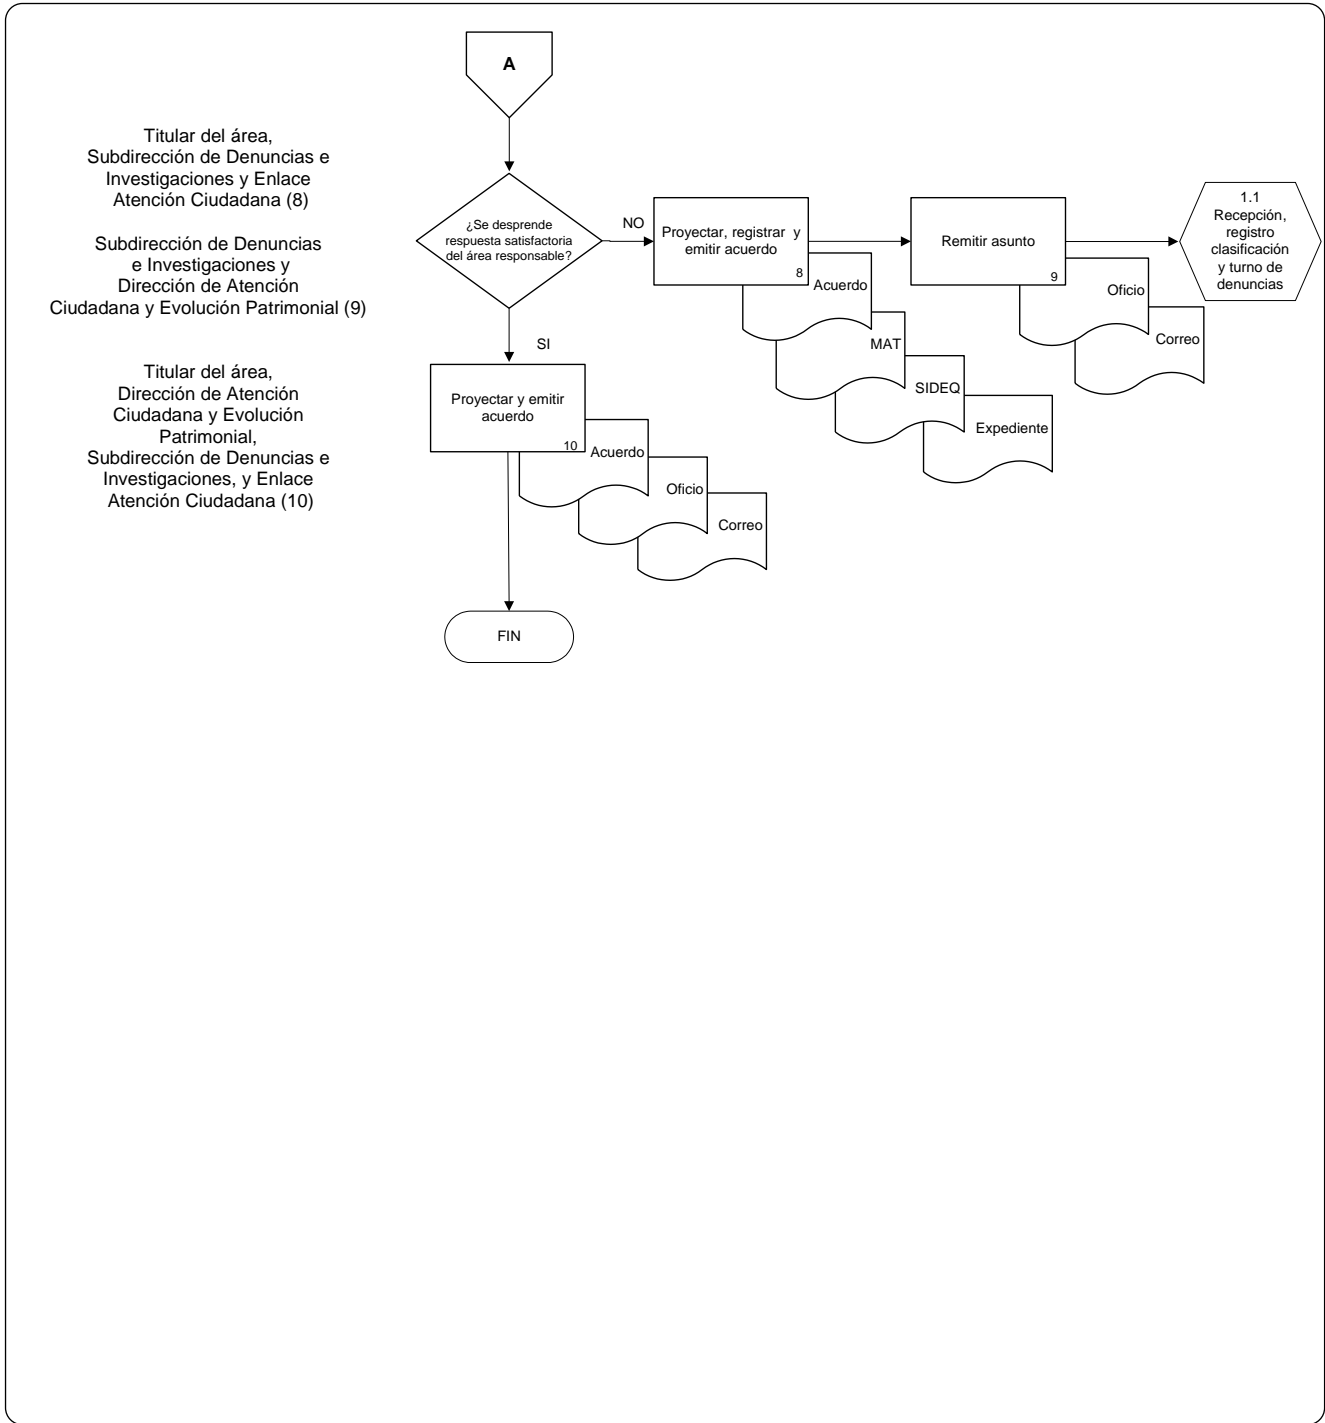 A
Titular del área,
Subdirección de Denuncias e
Investigaciones y Enlace
Atención Ciudadana (8)
Subdirección de Denuncias
e Investigaciones y
Dirección de Atención
Ciudadana y Evolución Patrimonial (9)
Titular del área,
Dirección de Atención
Ciudadana y Evolución
Patrimonial,
Subdirección de Denuncias e
Investigaciones, y Enlace
Atención Ciudadana (10)
¿Se desprende
respuesta satisfactoria
del área responsable?
NO
Proyectar, registrar y
emitir acuerdo
8
Acuerdo
MAT
SIDEQ
Expediente
Remitir asunto
9
Oficio
Correo
1.1
Recepción,
registro
clasificación
y turno de
denuncias
SI
Proyectar y emitir
acuerdo
10
Acuerdo
Oficio
Correo
FIN